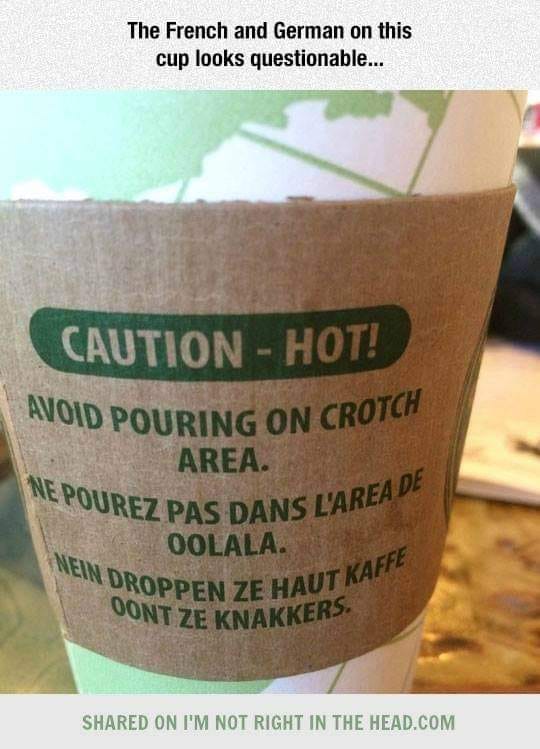 The French and German on this
cup looks questionable...
CAUTION - HOT!
AVOID POURING ON CROTCH
AREA.
NE POUREZ PAS DANS L'AREA DE
OOLALA.
NEIN DROPPEN ZE HAUT KAFFE
OONT ZE KNAKKERS.
SHARED ON I'M NOT RIGHT IN THE HEAD.COM